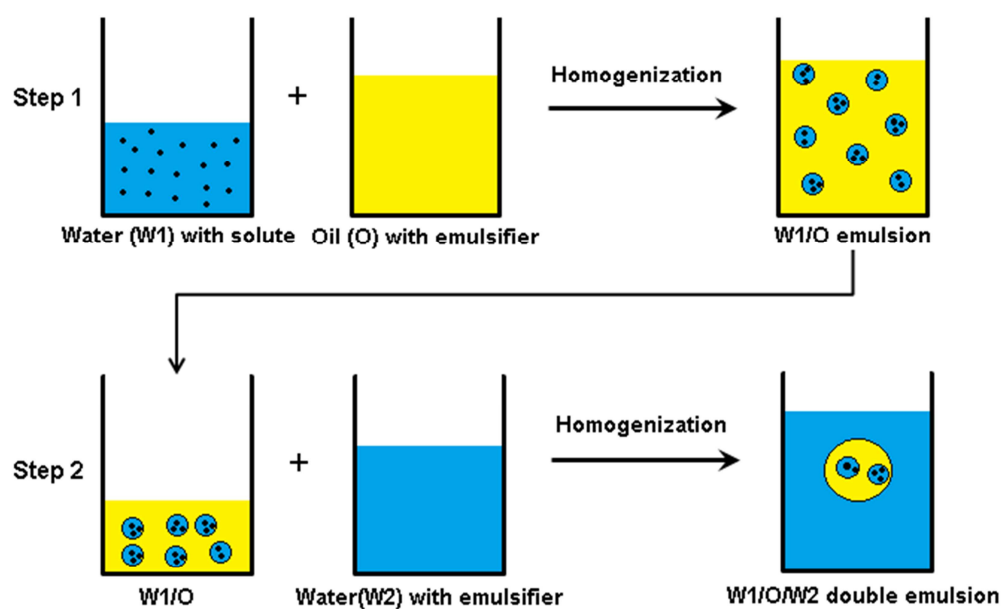 Step 1
+
Homogenization
Water (W1) with solute
Oil (O) with emulsifier
W1/O emulsion
Step 2
+
Homogenization
W1/O
Water(W2) with emulsifier
W1/O/W2 double emulsion